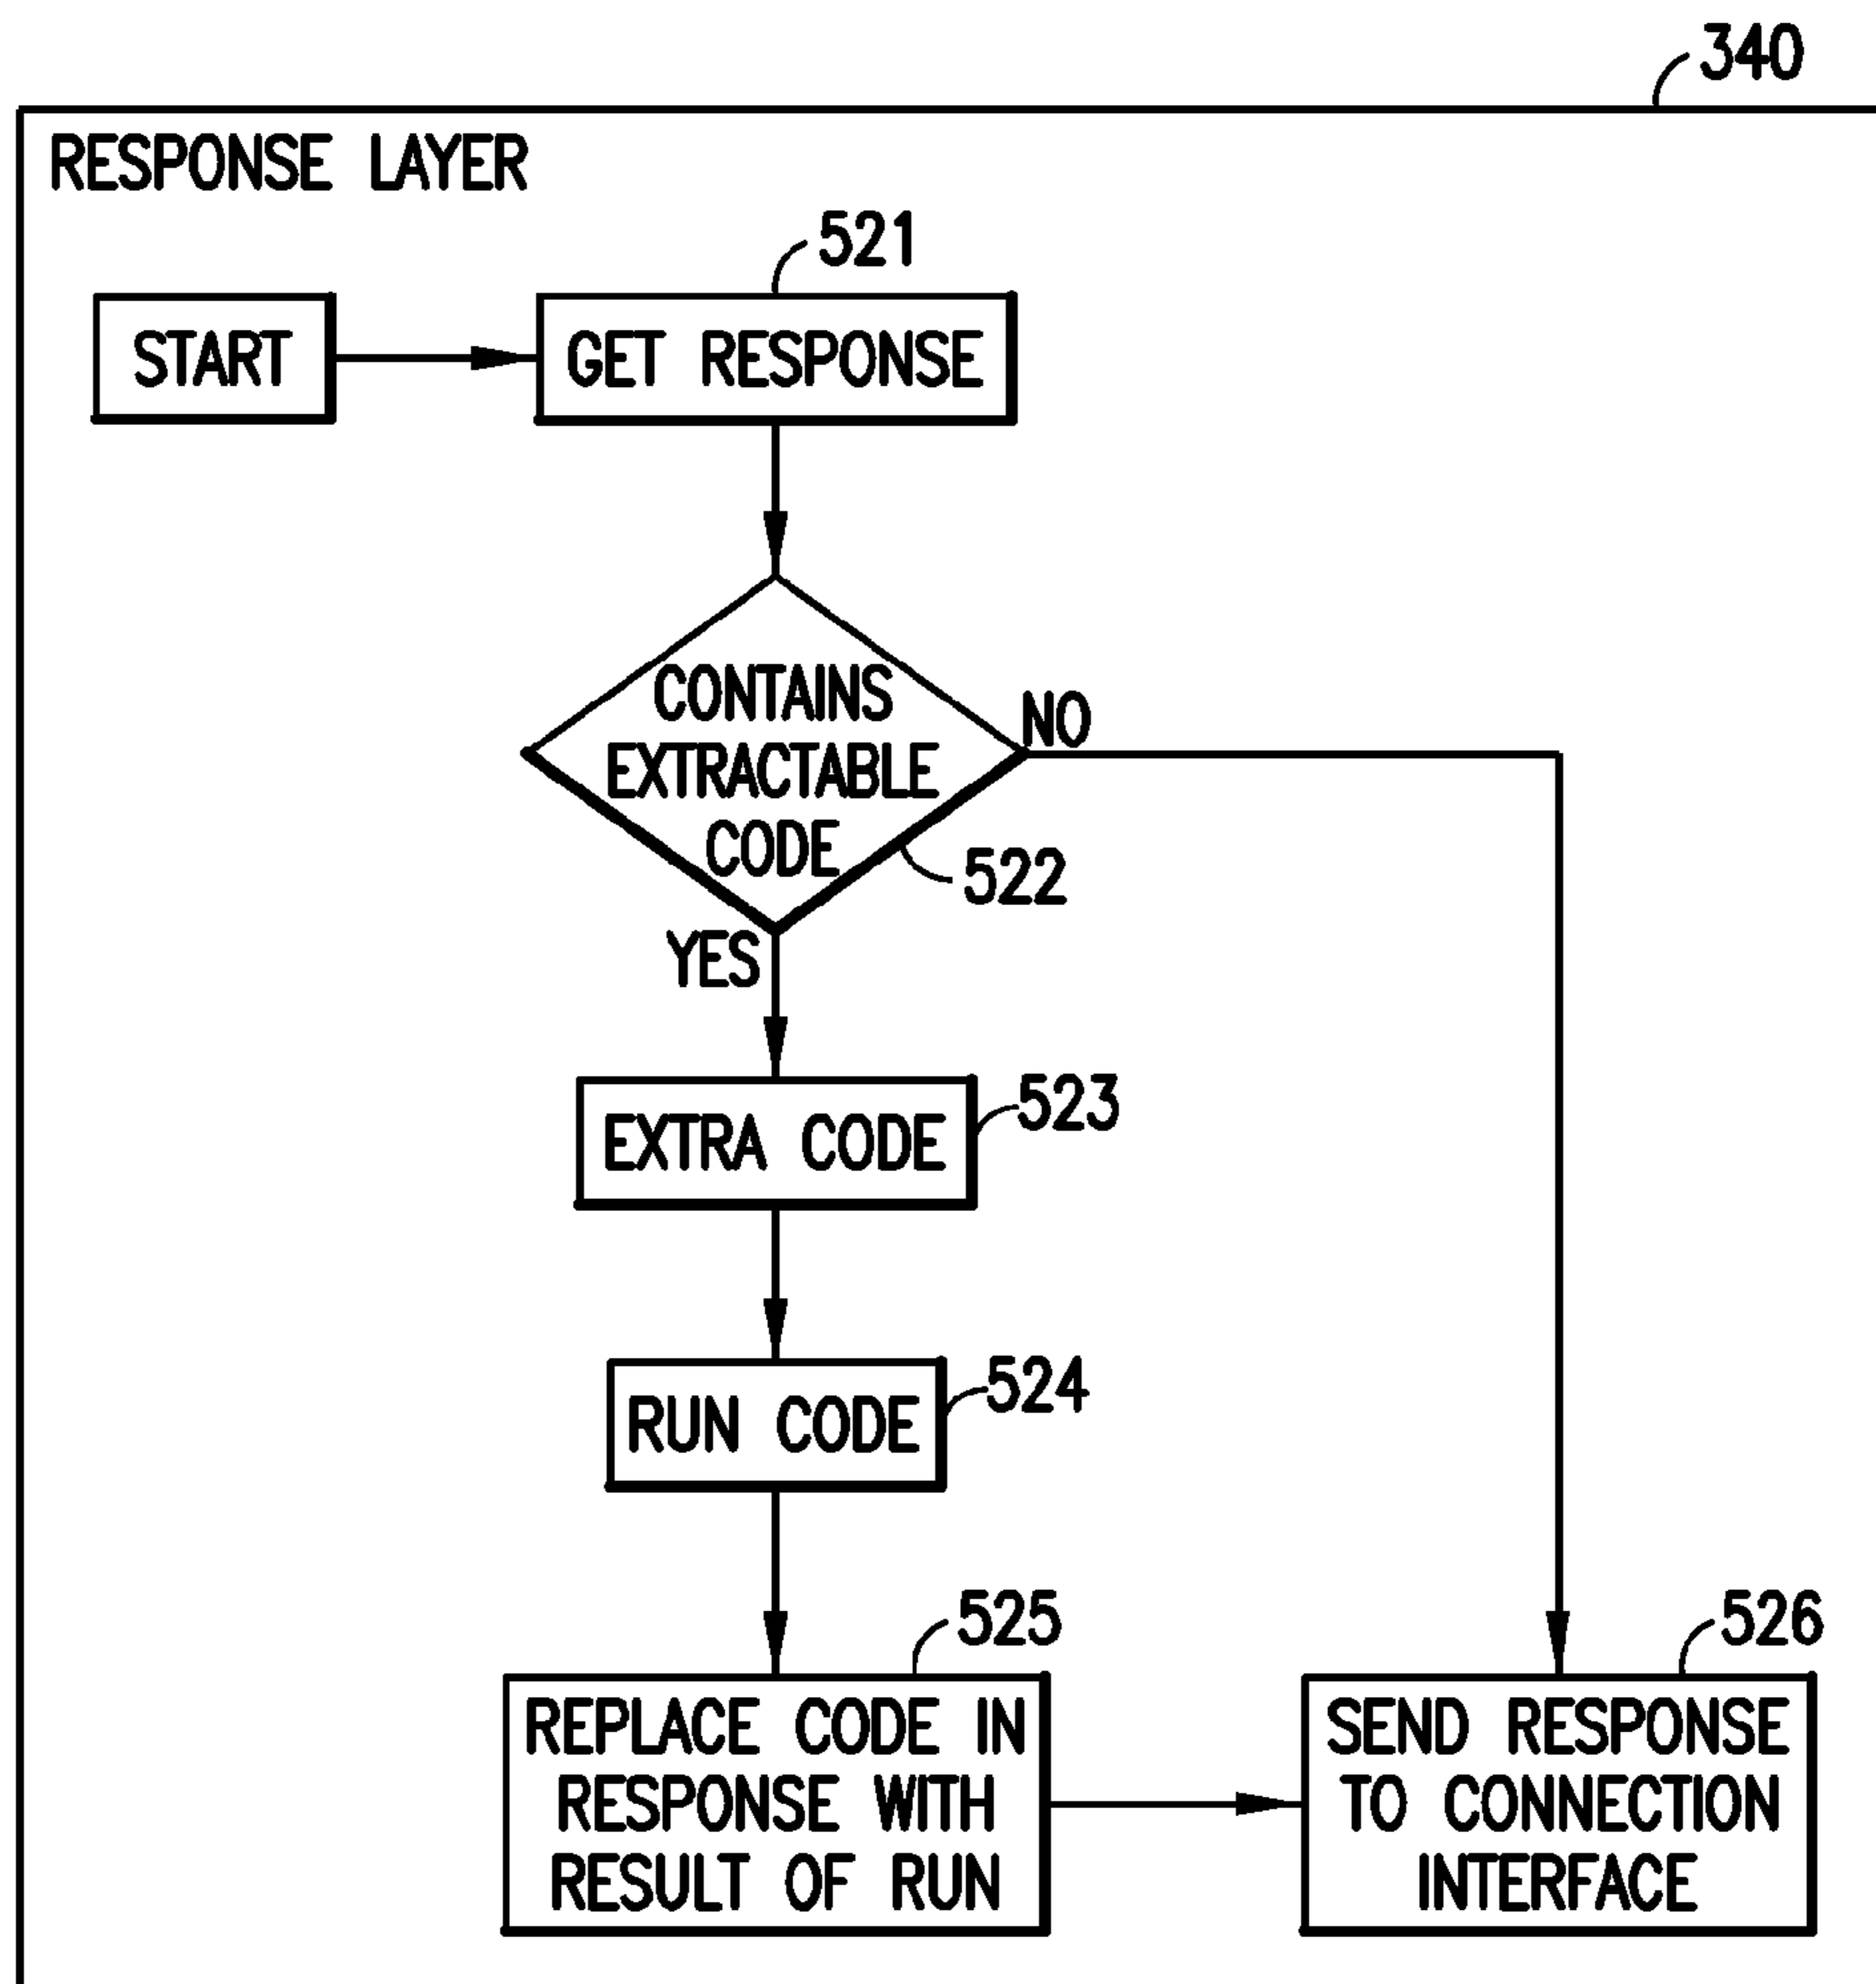 340
RESPONSE LAYER
521
START
GET RESPONSE
CONTAINS
EXTRACTABLE
CODE
NO
522
YES
523
EXTRA CODE
524
RUN CODE
525
526
REPLACE CODE IN
RESPONSE WITH
RESULT OF RUN
SEND RESPONSE
TO CONNECTION
INTERFACE